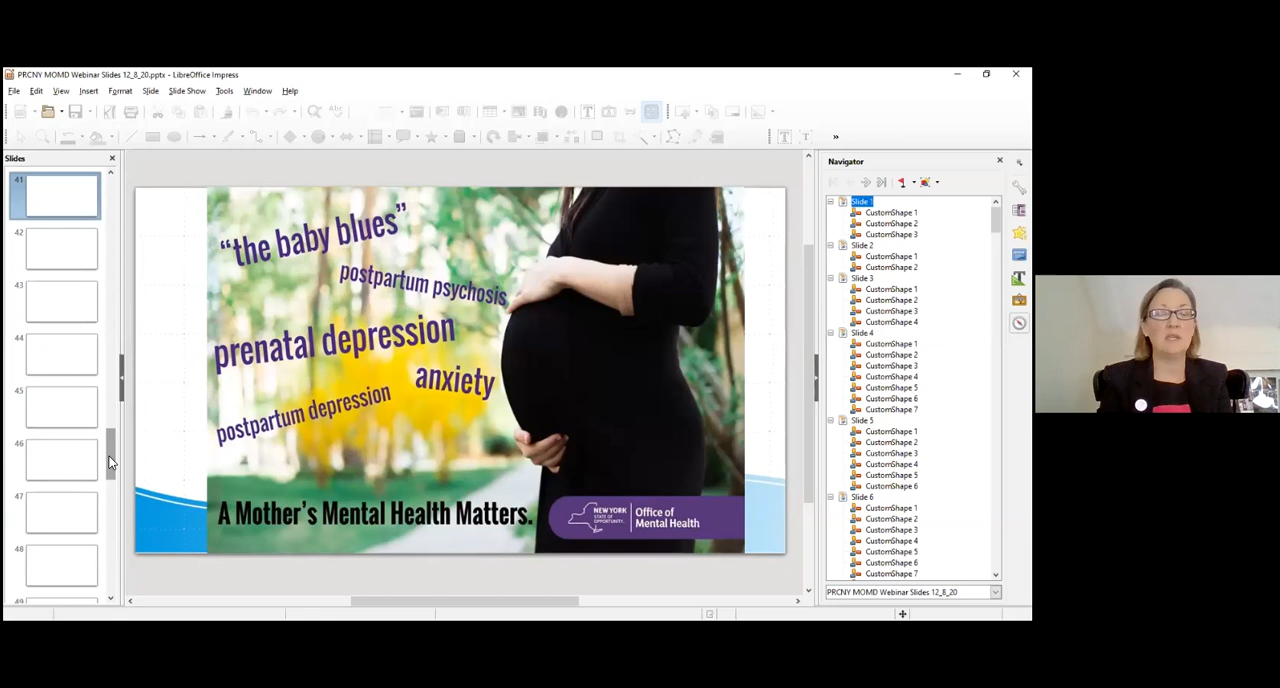 PRCNY MOMD Webinar Slides 12_8_20.pptx - LibreOffice Impress
File Edit View Insert Format Slide Slide Show Tools Window Help
Slides
41
42
43
44
45
46
47
48
49
“the baby blues”
postpartum psychosis
prenatal depression
anxiety
postpartum depression
A Mother's Mental Health Matters.
NEW YORK
STATE OF
OPPORTUNITY.
Office of
Mental Health
Navigator
Slide 1
CustomShape 1
CustomShape 2
CustomShape 3
Slide 2
CustomShape 1
CustomShape 2
Slide 3
CustomShape 1
CustomShape 2
CustomShape 3
CustomShape 4
Slide 4
CustomShape 1
CustomShape 2
CustomShape 3
CustomShape 4
CustomShape 5
CustomShape 6
CustomShape 7
Slide 5
CustomShape 1
CustomShape 2
CustomShape 3
CustomShape 4
CustomShape 5
CustomShape 6
Slide 6
CustomShape 1
CustomShape 2
CustomShape 3
CustomShape 4
CustomShape 5
CustomShape 6
CustomShape 7
PRCNY MOMD Webinar Slides 12_8_20